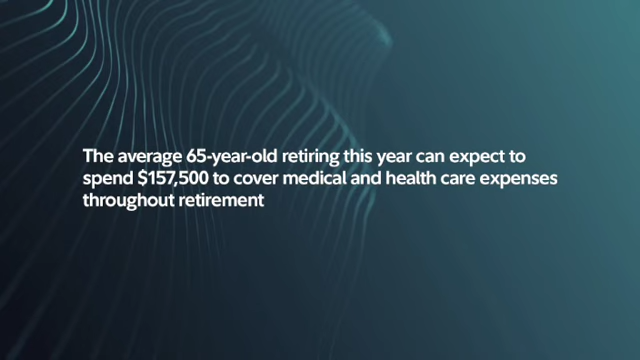 The average 65-year-old retiring this year can expect to
spend $157,500 to cover medical and health care expenses
throughout retirement